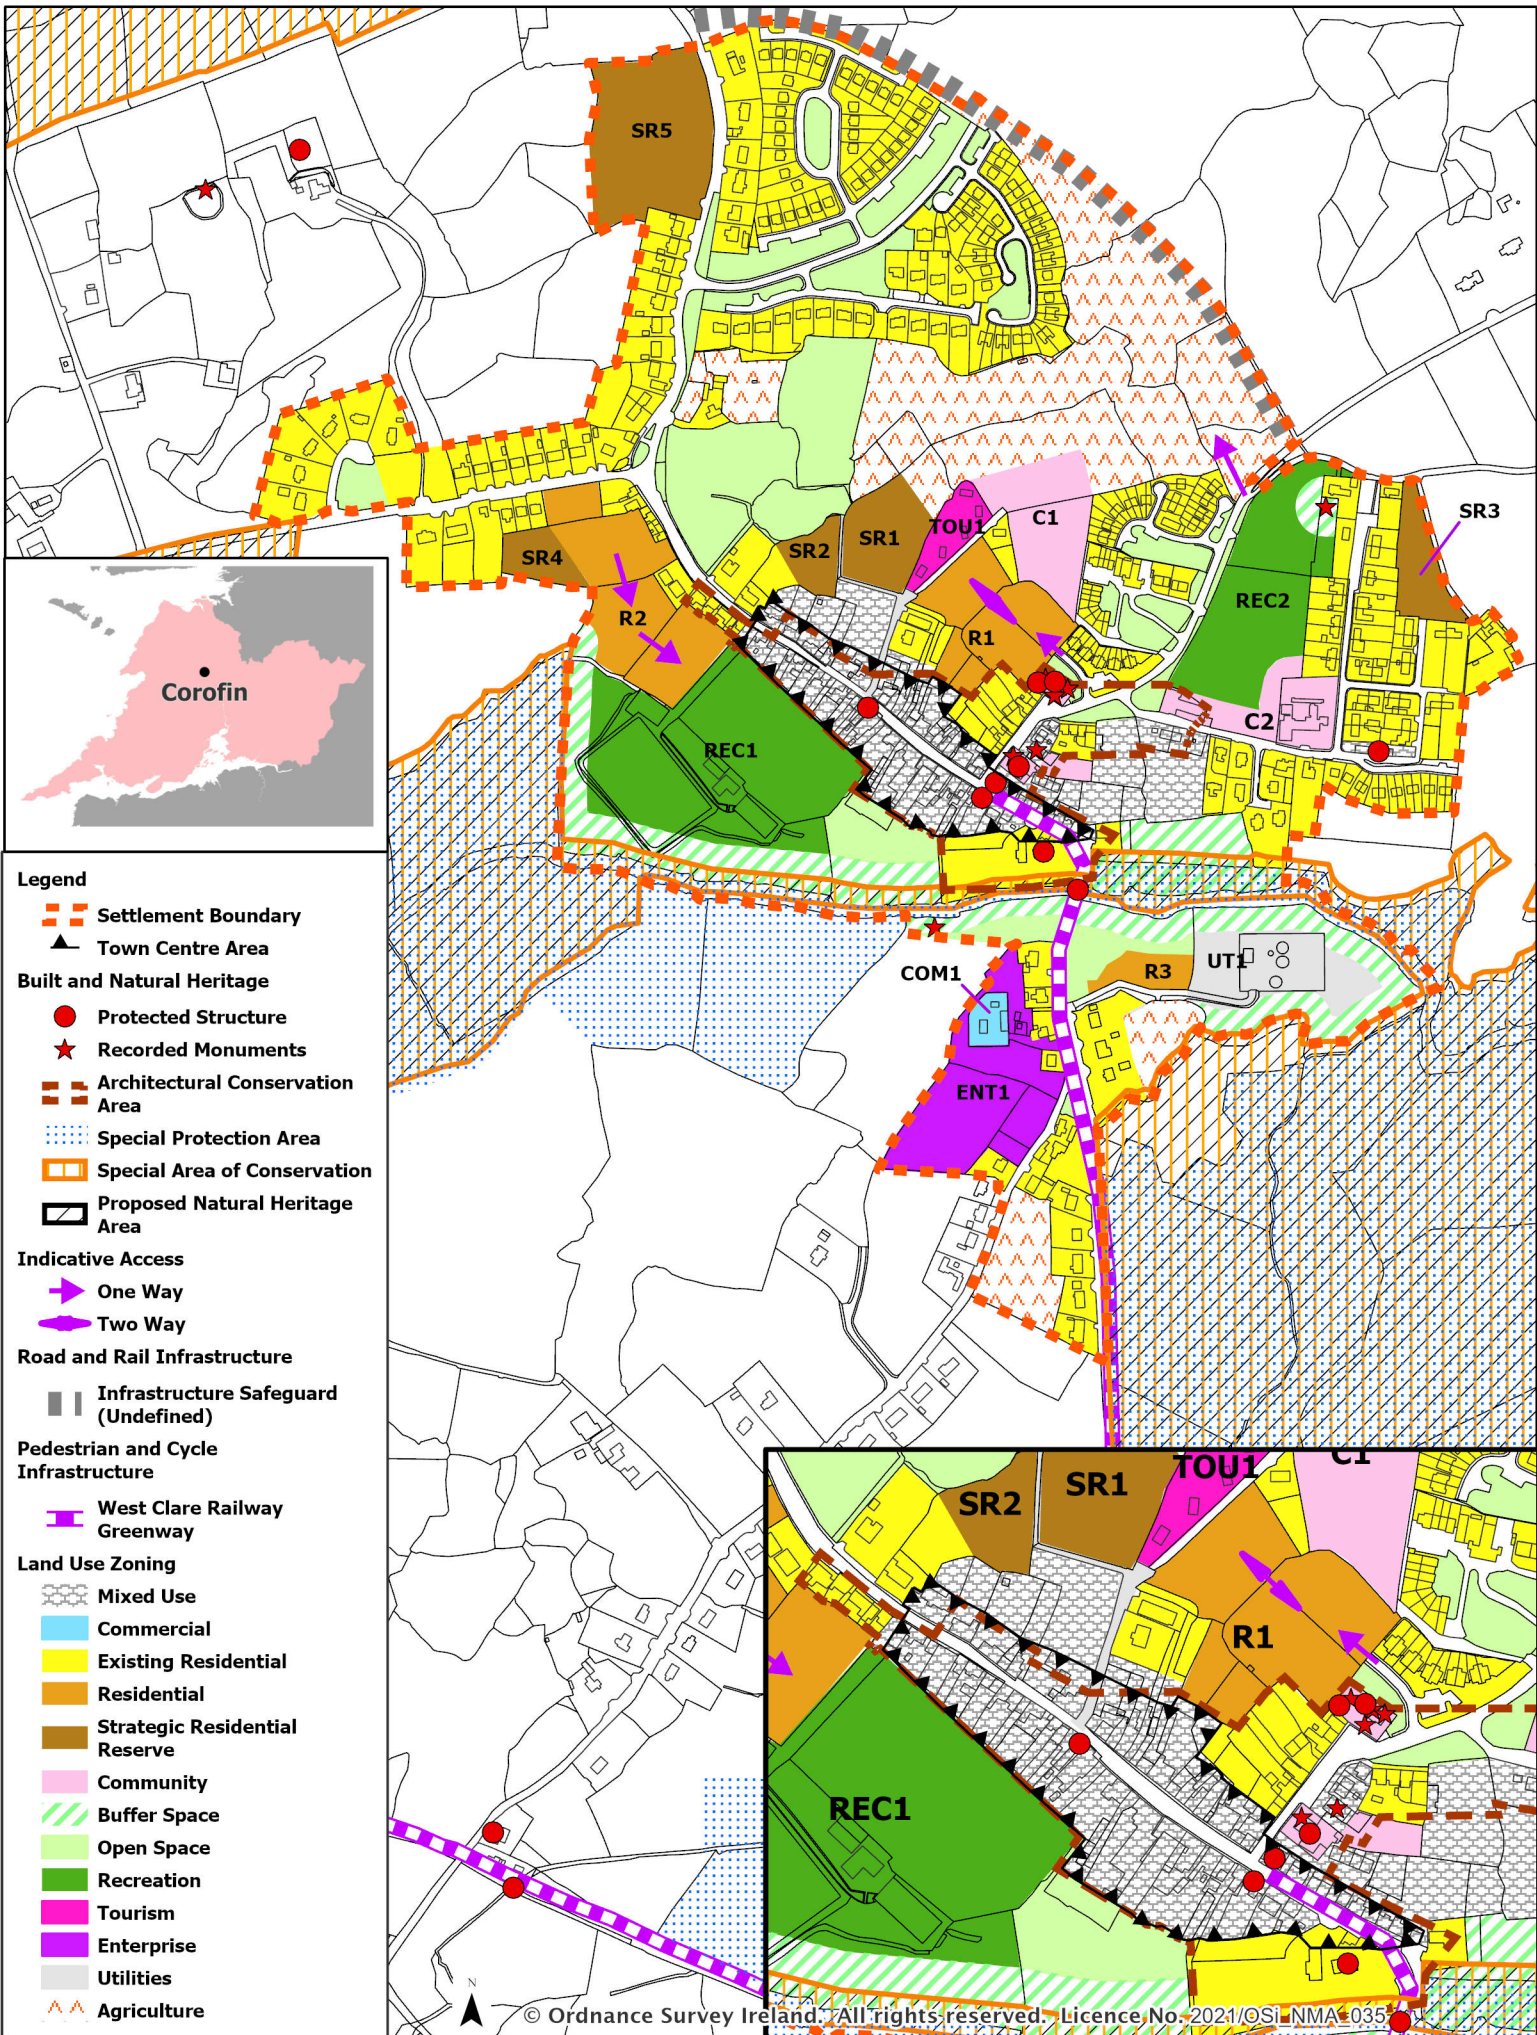 SR5
SR3
TOU1
C1
SR1
SR2
SR4
REC2
R2
R1
C2
REC1
Corofin
COM1
R3
UT1
ENT1
Legend
Settlement Boundary
Town Centre Area
Built and Natural Heritage
Protected Structure
Recorded Monuments
Architectural Conservation
Area
Special Protection Area
Special Area of Conservation
Proposed Natural Heritage
Area
Indicative Access
One Way
Two Way
Road and Rail Infrastructure
Infrastructure Safeguard
(Undefined)
Pedestrian and Cycle
Infrastructure
West Clare Railway
Greenway
Land Use Zoning
Mixed Use
Commercial
Existing Residential
Residential
Strategic Residential
Reserve
Community
Buffer Space
Open Space
Recreation
Tourism
Enterprise
Utilities
Agriculture
TOU1
C1
SR1
SR2
R1
REC1
N
© Ordnance Survey Ireland. All rights reserved. Licence No. 2021/OSi_NMA_035